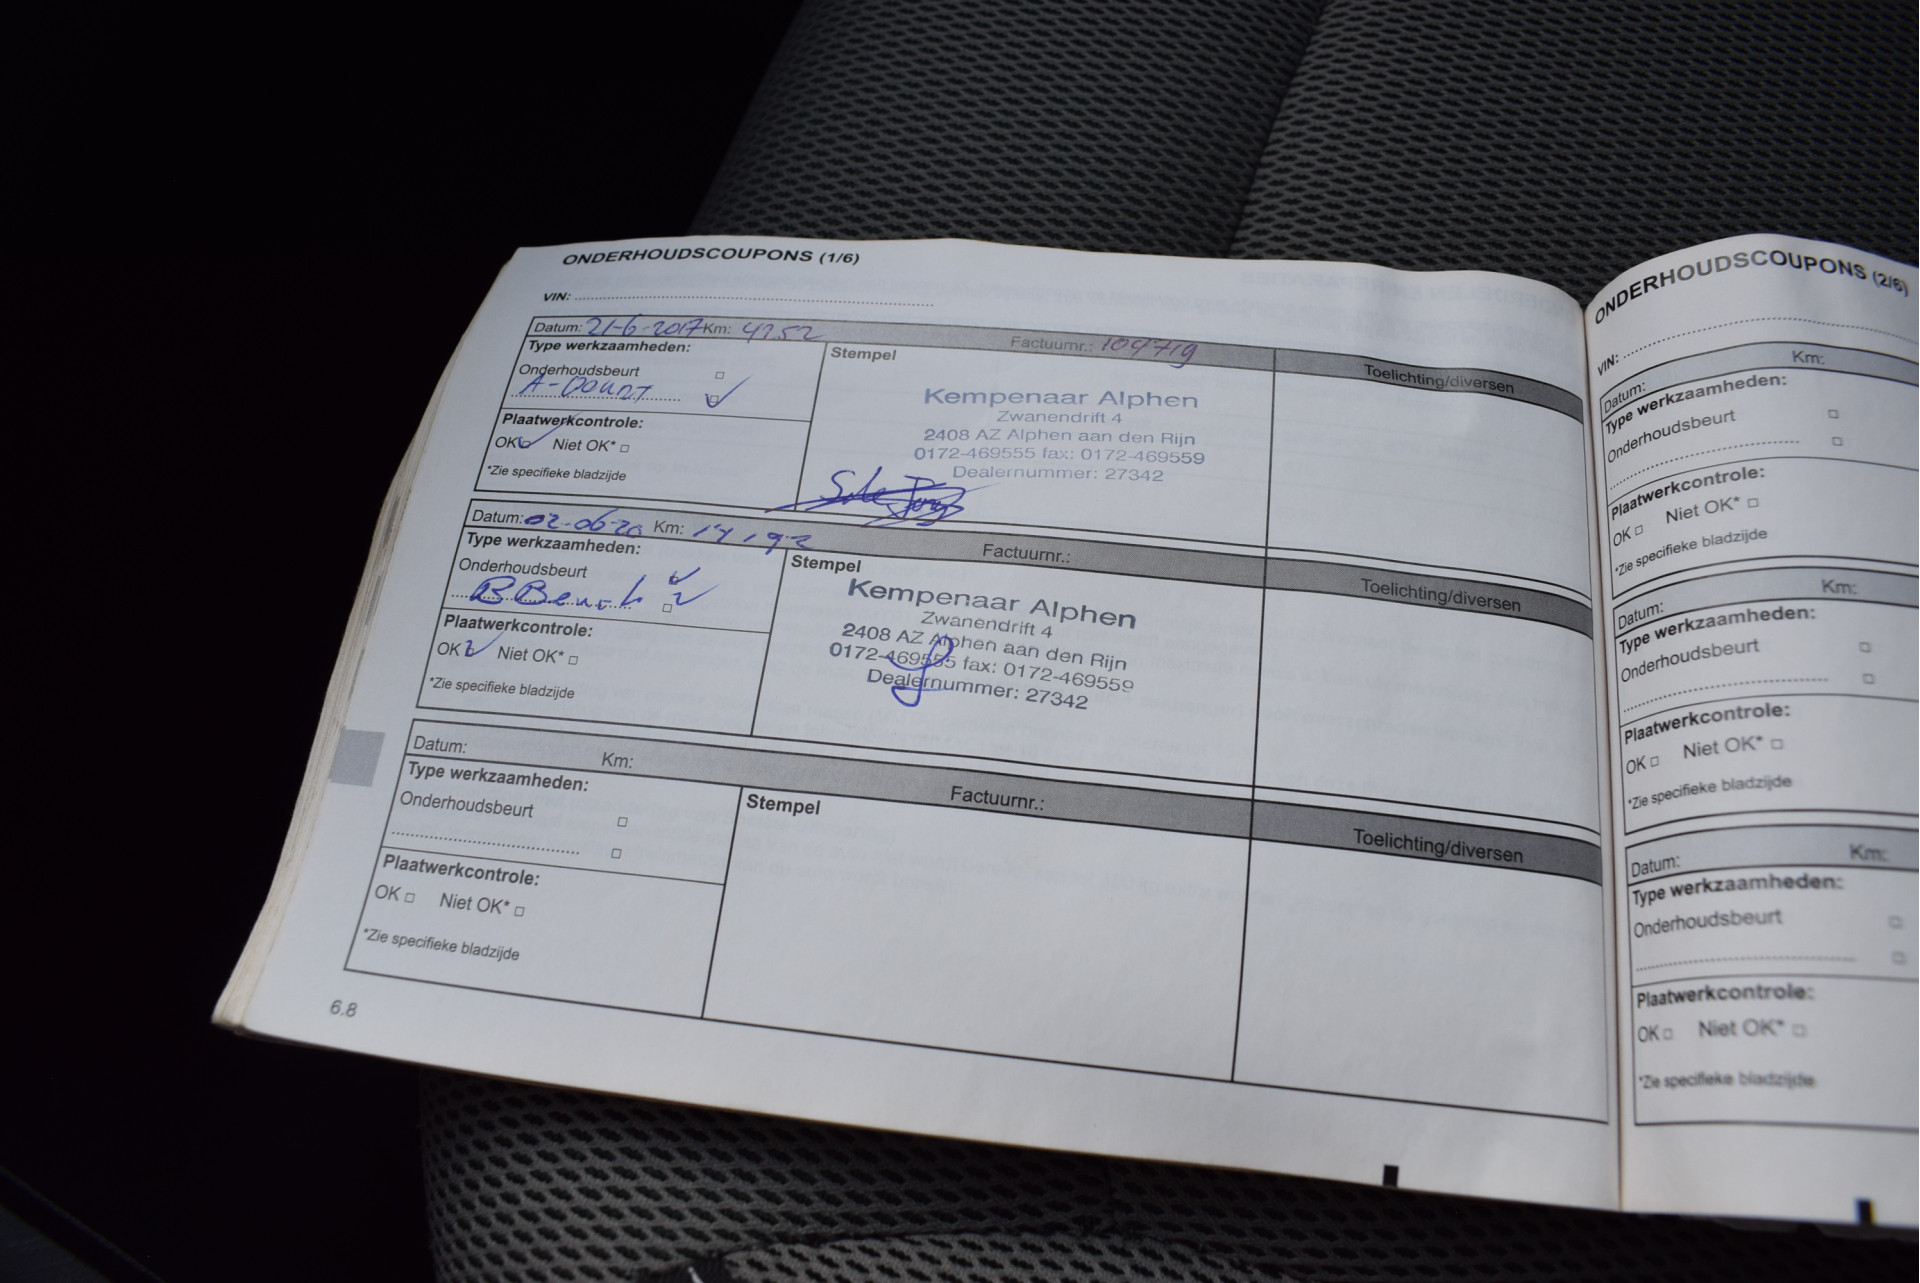 ONDERHOUDSCOUPONS (1/6)
VIN:
Datum: 21-6-2017 Km: 4152 Factuurnr.: 104719
Toelichting/diversen
Type werkzaamheden:
Stempel
Onderhoudsbeurt
Kempenaar Alphen
Zwanendrift 4
2408 AZ Alphen aan den Rijn
0172-469555 fax: 0172-469559
Dealernummer: 27342
Plaatwerkcontrole:
OK Niet OK*
*Zie specifieke bladzijde
Datum: 02-06-20 Km: 14192 Factuurnr.:
Toelichting/diversen
Type werkzaamheden:
Stempel
Onderhoudsbeurt
B Beurt
Kempenaar Alphen
Zwanendrift 4
2408 AZ Alphen aan den Rijn
0172-469555 fax: 0172-469559
Dealernummer: 27342
Plaatwerkcontrole:
OK Niet OK*
*Zie specifieke bladzijde
Datum: Km: Factuurnr.:
Toelichting/diversen
Type werkzaamheden:
Stempel
Onderhoudsbeurt
Plaatwerkcontrole:
OK Niet OK*
*Zie specifieke bladzijde
6.8
ONDERHOUDSCOUPONS (2/6)
VIN:
Datum: Km:
Type werkzaamheden:
Onderhoudsbeurt
Plaatwerkcontrole:
OK Niet OK*
*Zie specifieke bladzijde
Datum: Km:
Type werkzaamheden:
Onderhoudsbeurt
Plaatwerkcontrole:
OK Niet OK*
*Zie specifieke bladzijde
Datum: Km:
Type werkzaamheden:
Onderhoudsbeurt
Plaatwerkcontrole:
OK Niet OK*
*Zie specifieke bladzijde